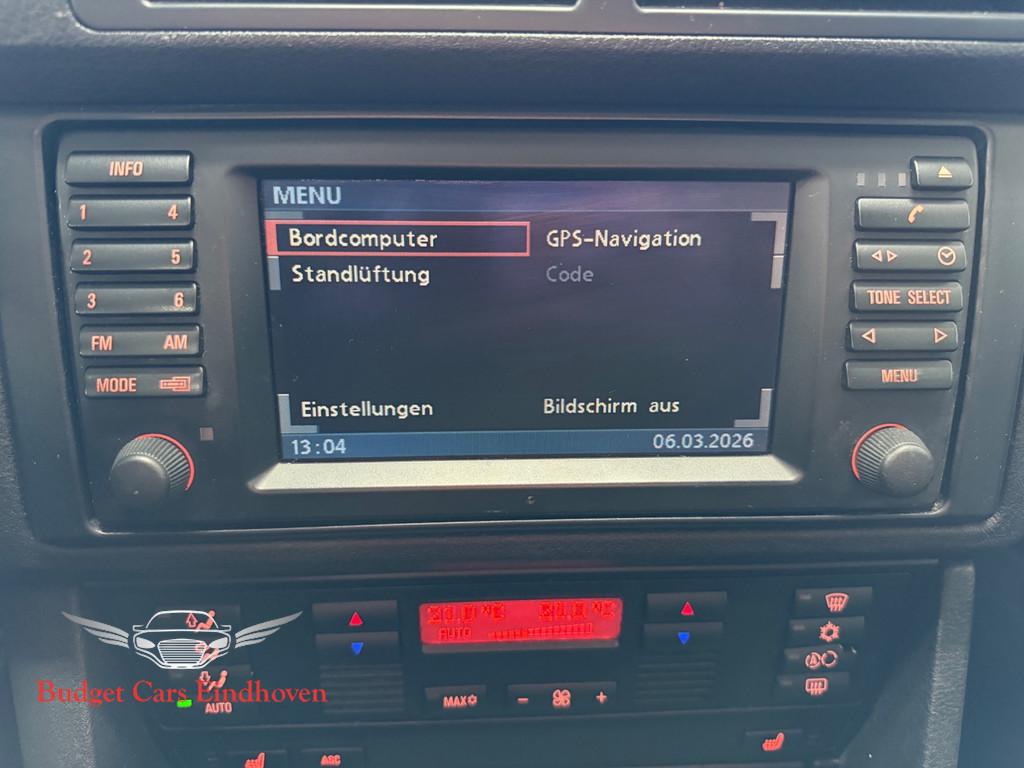 INFO
1 4
2 5
3 6
FM AM
MODE
MENU
Bordcomputer GPS-Navigation
Standlüftung Code
Einstellungen Bildschirm aus
13:04 06.03.2026
TONE SELECT
MENU
AUTO
MAX
- +
A
AUTO
ASC
Budget Cars Eindhoven